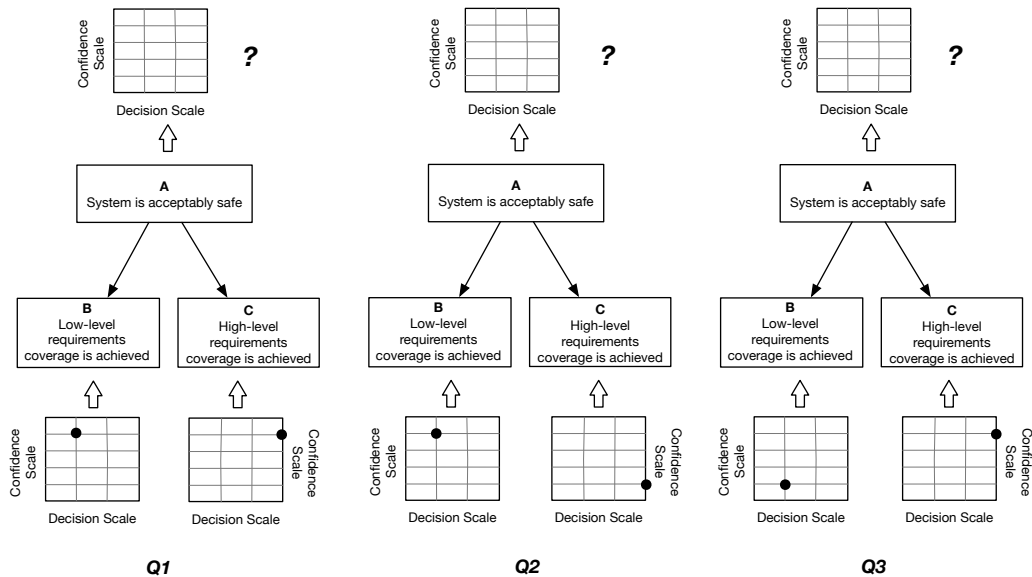 Confidence
Scale
?
Decision Scale
A
System is acceptably safe
B
Low-level
requirements
coverage is achieved
C
High-level
requirements
coverage is achieved
Confidence
Scale
Decision Scale
Confidence
Scale
Decision Scale
Q1
Confidence
Scale
?
Decision Scale
A
System is acceptably safe
B
Low-level
requirements
coverage is achieved
C
High-level
requirements
coverage is achieved
Confidence
Scale
Decision Scale
Confidence
Scale
Decision Scale
Q2
Confidence
Scale
?
Decision Scale
A
System is acceptably safe
B
Low-level
requirements
coverage is achieved
C
High-level
requirements
coverage is achieved
Confidence
Scale
Decision Scale
Confidence
Scale
Decision Scale
Q3